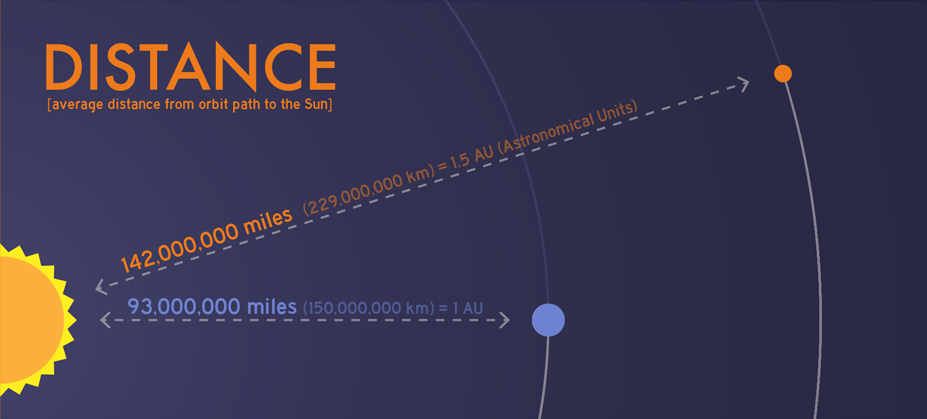 DISTANCE
[average distance from orbit path to the Sun]
142,000,000 miles (229,000,000 km) = 1.5 AU (Astronomical Units)
93,000,000 miles (150,000,000 km) = 1 AU